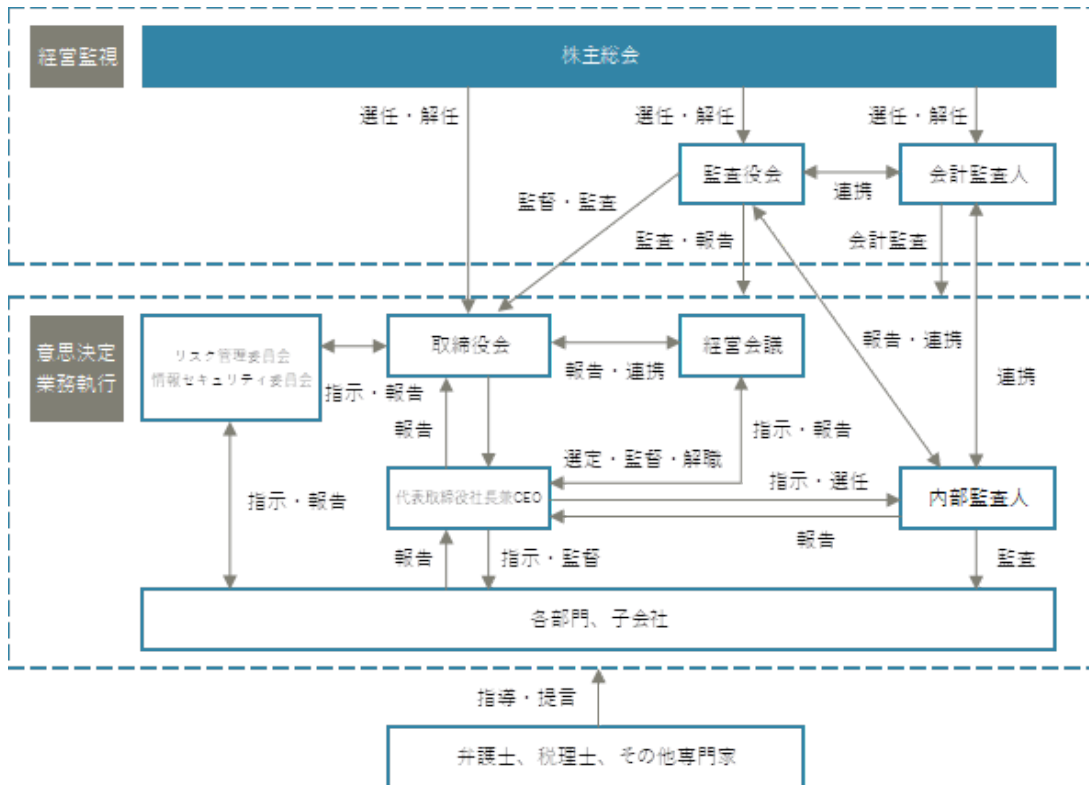 経営監視
株主総会
選任・解任
選任・解任
選任・解任
監査役会
会計監査人
連携
監督・監査
監査・報告
会計監査
意思決定
業務執行
リスク管理委員会
情報セキュリティ委員会
取締役会
経営会議
報告・連携
報告・連携
連携
指示・報告
報告
選定・監督・解職
指示・報告
代表取締役社長兼CEO
指示・選任
内部監査人
指示・報告
報告
報告
指示・監督
監査
各部門、子会社
指導・提言
弁護士、税理士、その他専門家